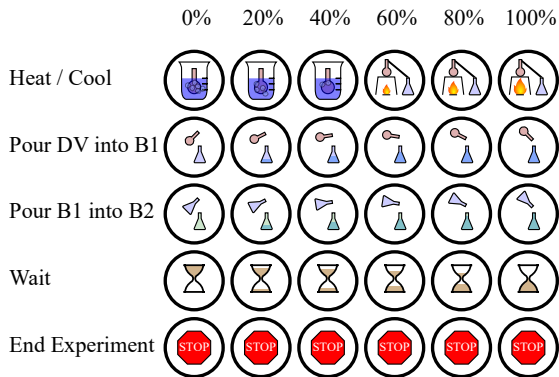 0% 20% 40% 60% 80% 100%
Heat / Cool
Pour DV into B1
Pour B1 into B2
Wait
End Experiment STOP STOP STOP STOP STOP STOP